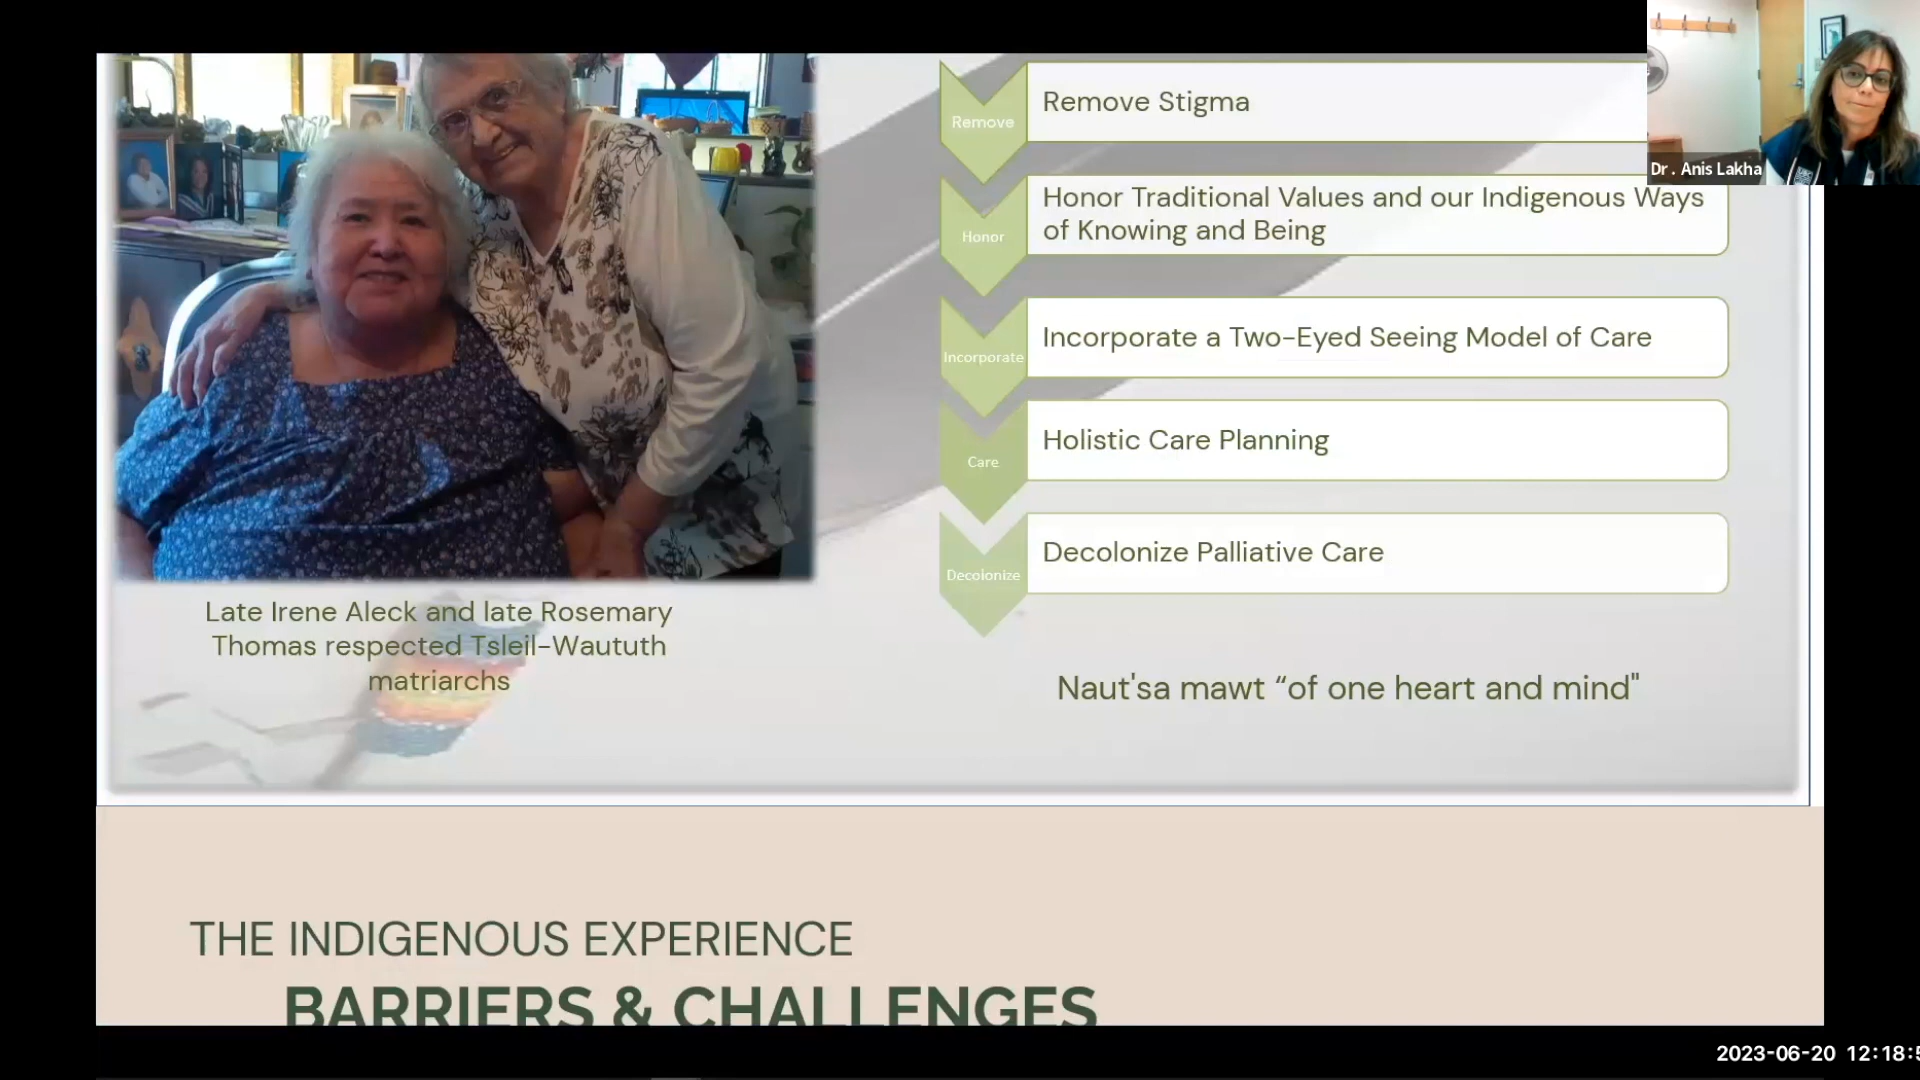 Dr. Anis Lakha
Remove
Remove Stigma
Honor
Honor Traditional Values and our Indigenous Ways
of Knowing and Being
Incorporate
Incorporate a Two-Eyed Seeing Model of Care
Care
Holistic Care Planning
Decolonize
Decolonize Palliative Care
Late Irene Aleck and late Rosemary
Thomas respected Tsleil-Waututh
matriarchs
Naut'sa mawt “of one heart and mind"
THE INDIGENOUS EXPERIENCE
BARRIERS & CHALLENGES
2023-06-20 12:18:5